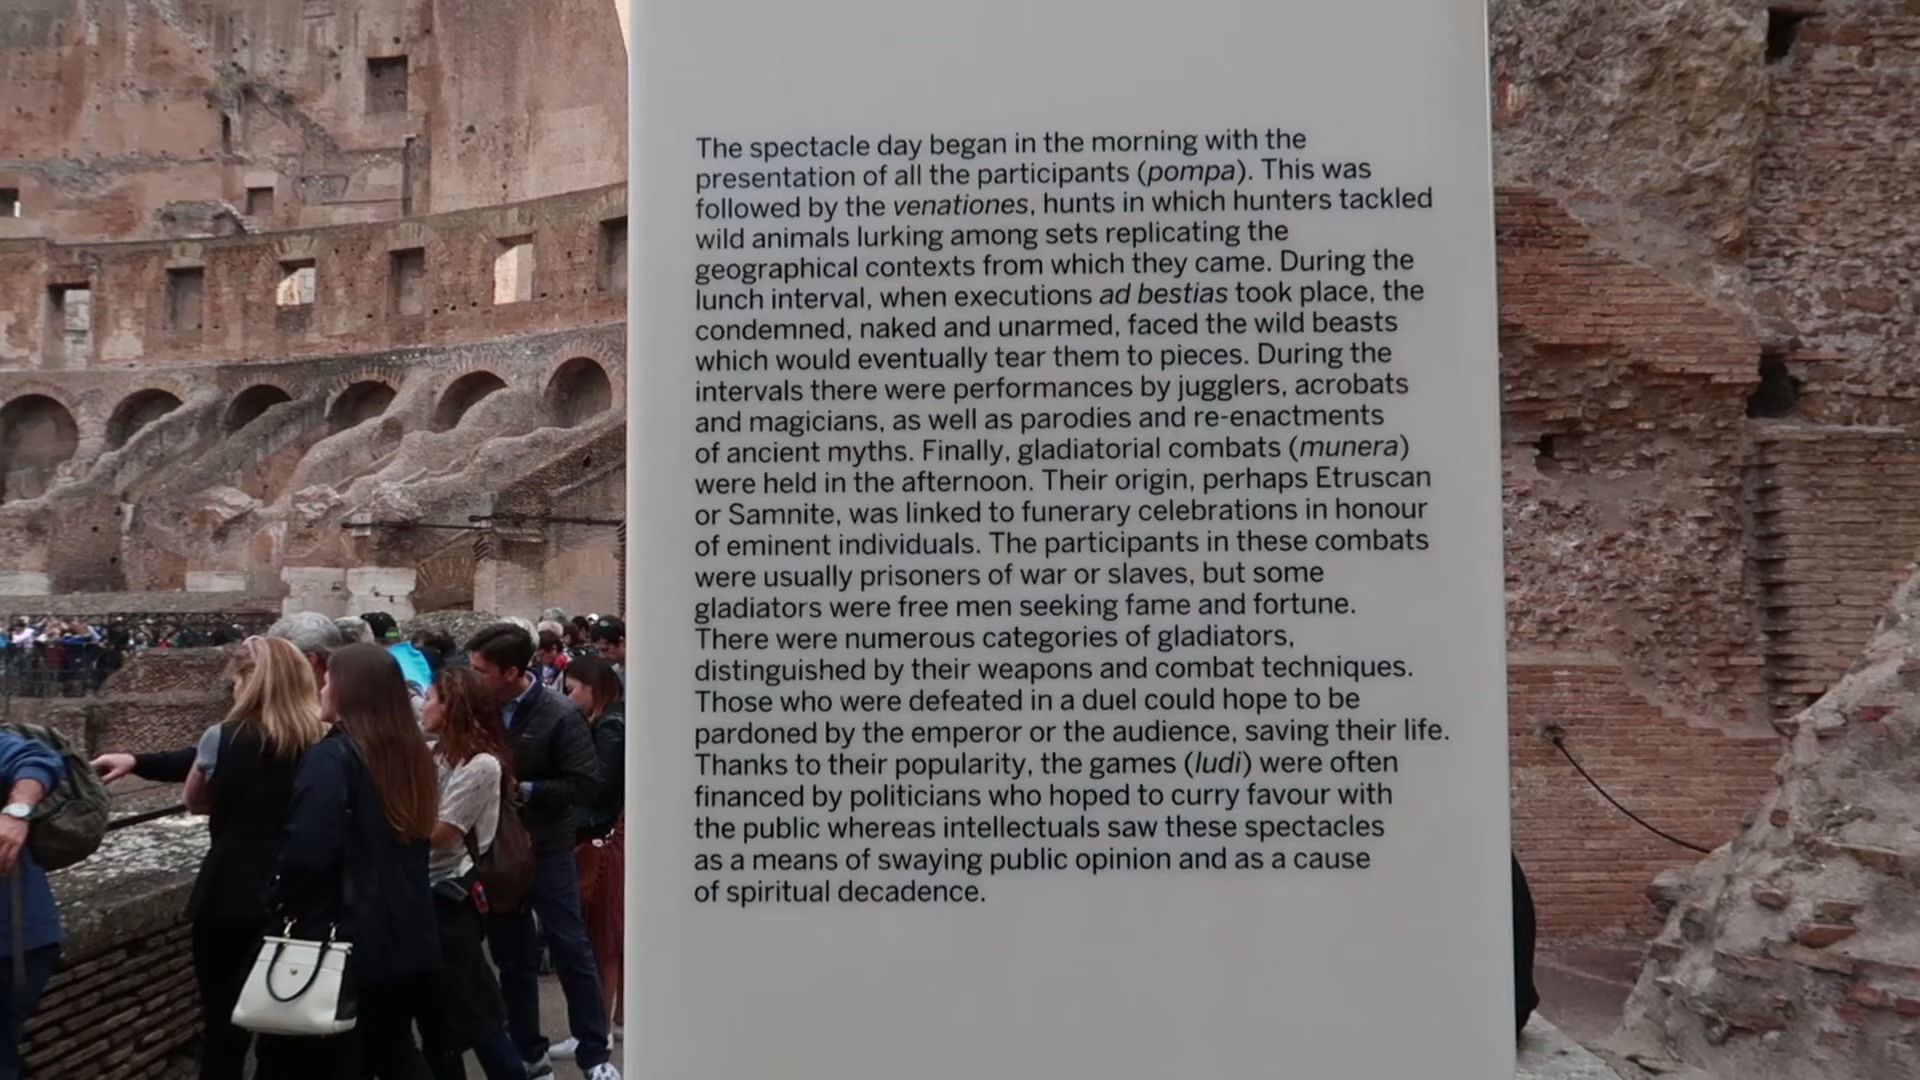 The spectacle day began in the morning with the
presentation of all the participants (pompa). This was
followed by the venationes, hunts in which hunters tackled
wild animals lurking among sets replicating the
geographical contexts from which they came. During the
lunch interval, when executions ad bestias took place, the
condemned, naked and unarmed, faced the wild beasts
which would eventually tear them to pieces. During the
intervals there were performances by jugglers, acrobats
and magicians, as well as parodies and re-enactments
of ancient myths. Finally, gladiatorial combats (munera)
were held in the afternoon. Their origin, perhaps Etruscan
or Samnite, was linked to funerary celebrations in honour
of eminent individuals. The participants in these combats
were usually prisoners of war or slaves, but some
gladiators were free men seeking fame and fortune.
There were numerous categories of gladiators,
distinguished by their weapons and combat techniques.
Those who were defeated in a duel could hope to be
pardoned by the emperor or the audience, saving their life.
Thanks to their popularity, the games (ludi) were often
financed by politicians who hoped to curry favour with
the public whereas intellectuals saw these spectacles
as a means of swaying public opinion and as a cause
of spiritual decadence.